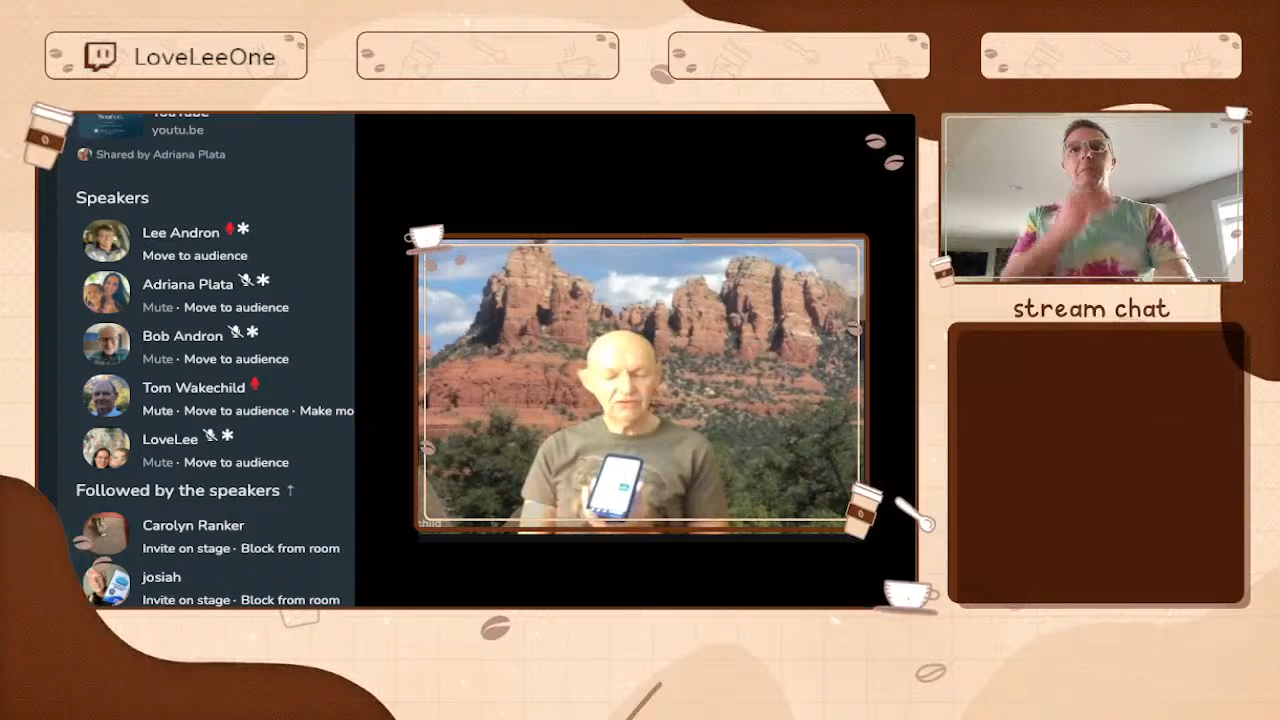 LoveLeeOne
YouTube
youtu.be
Shared by Adriana Plata
Speakers
Lee Andron
Move to audience
Adriana Plata
Mute · Move to audience
Bob Andron
Mute · Move to audience
Tom Wakechild
Mute · Move to audience · Make mo
LoveLee
Mute · Move to audience
Followed by the speakers ↑
Carolyn Ranker
Invite on stage · Block from room
josiah
Invite on stage · Block from room
child
stream chat